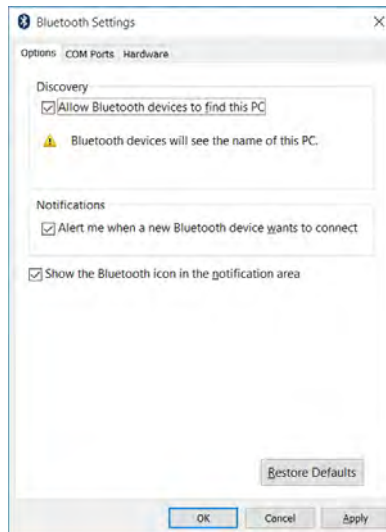 Bluetooth Settings
Options COM Ports Hardware
Discovery
Allow Bluetooth devices to find this PC
Bluetooth devices will see the name of this PC.
Notifications
Alert me when a new Bluetooth device wants to connect
Show the Bluetooth icon in the notification area
Restore Defaults
OK Cancel Apply